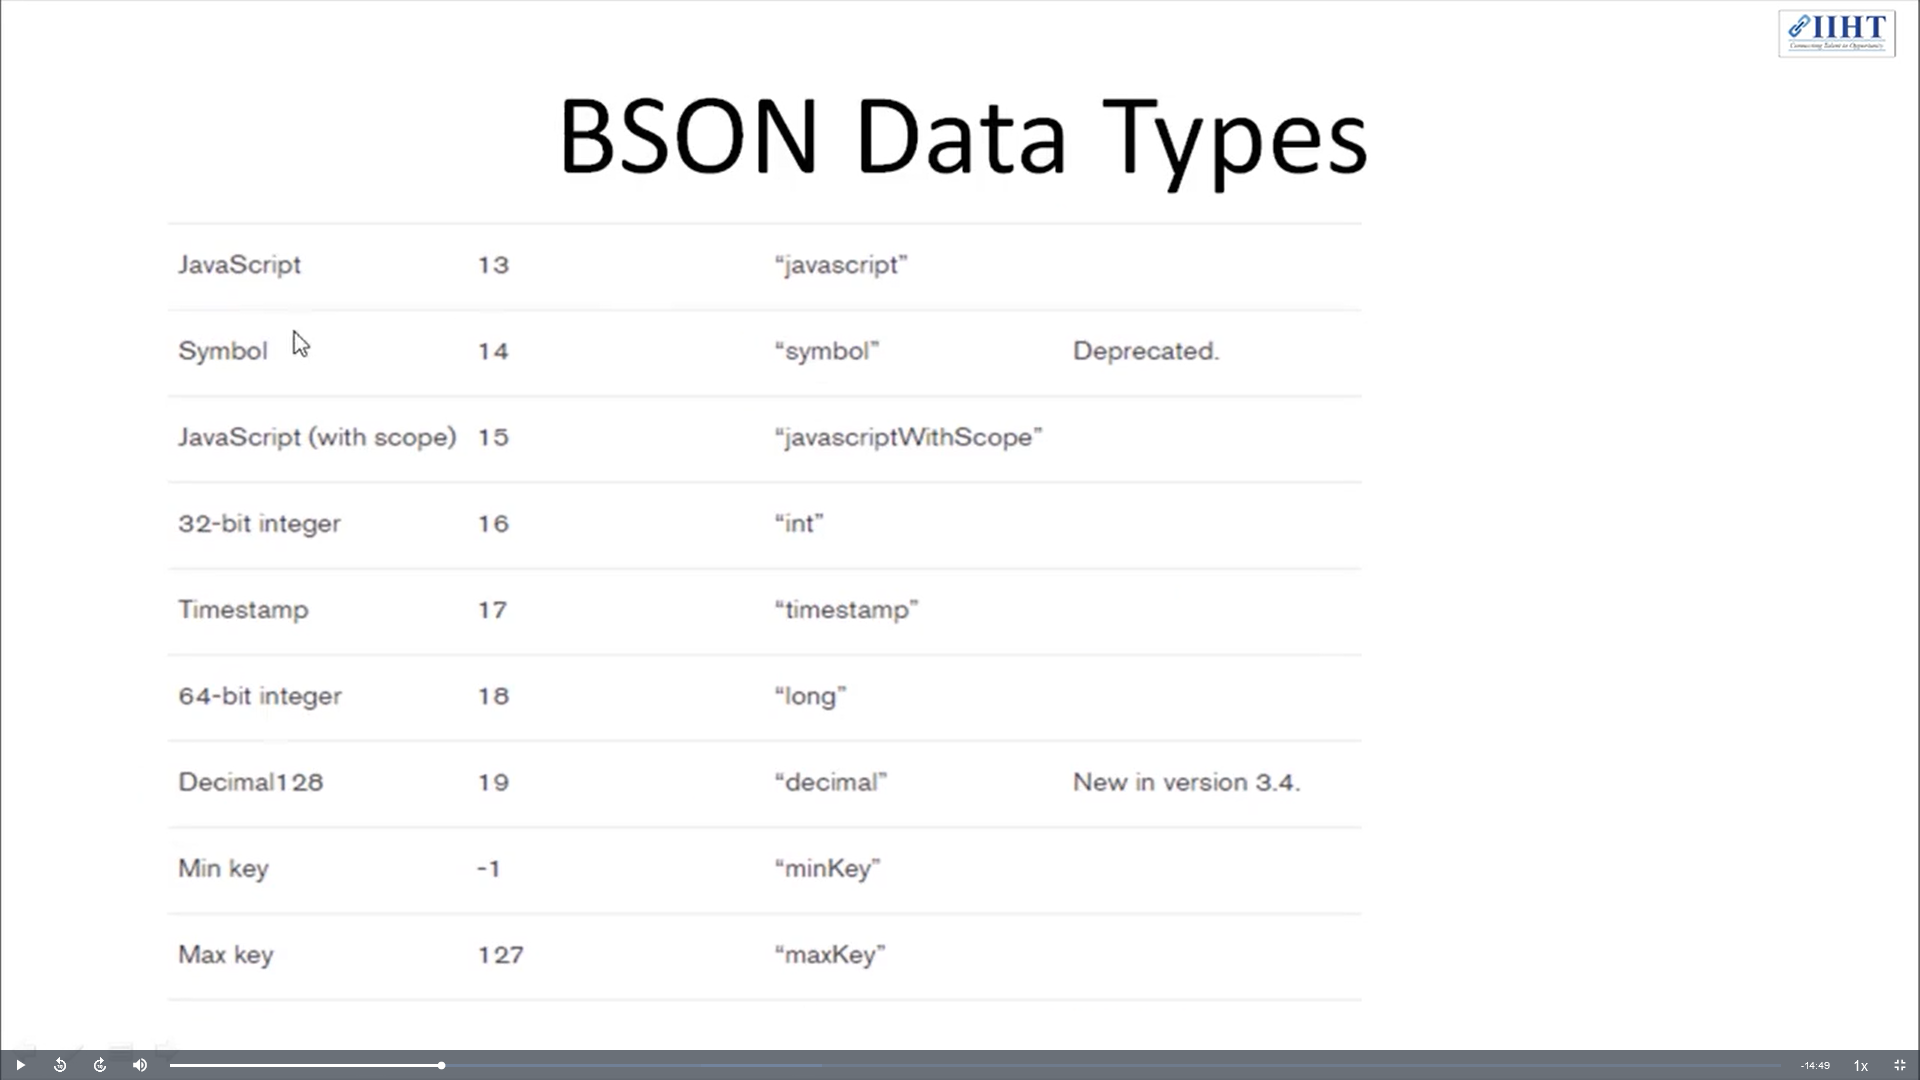 IIHT
Connecting Talent to Opportunity
BSON Data Types
JavaScript 13 “javascript”
Symbol 14 “symbol” Deprecated.
JavaScript (with scope) 15 “javascriptWithScope”
32-bit integer 16 “int”
Timestamp 17 “timestamp”
64-bit integer 18 “long”
Decimal128 19 “decimal” New in version 3.4.
Min key -1 “minKey”
Max key 127 “maxKey”
-14:49 1x